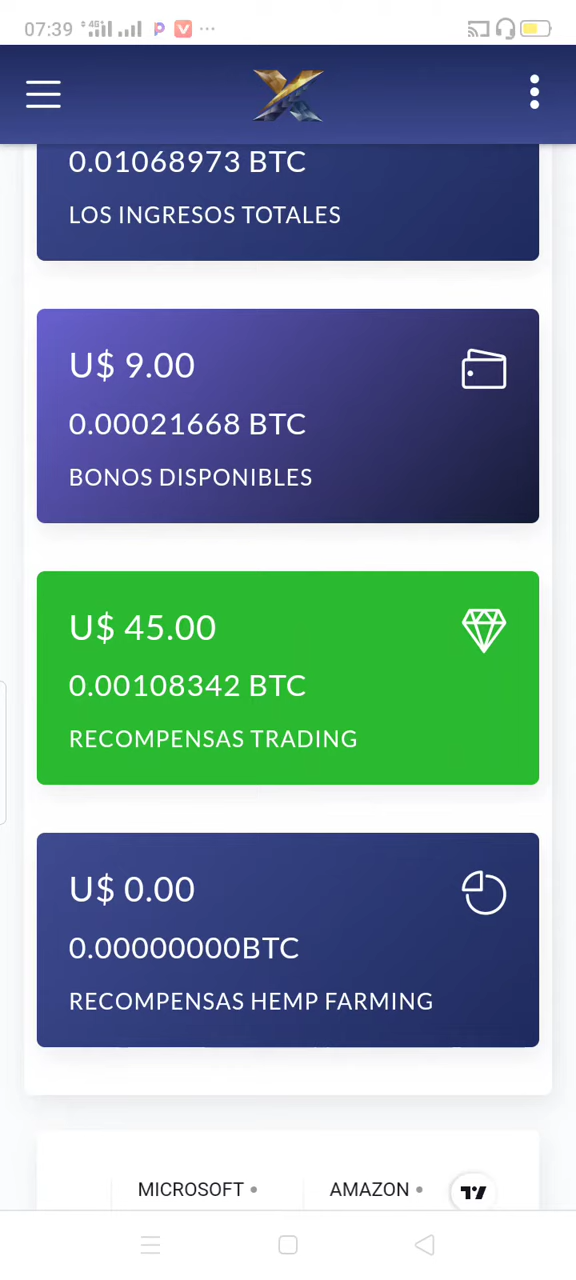 07:39 4G
0.01068973 BTC
LOS INGRESOS TOTALES
U$ 9.00
0.00021668 BTC
BONOS DISPONIBLES
U$ 45.00
0.00108342 BTC
RECOMPENSAS TRADING
U$ 0.00
0.00000000BTC
RECOMPENSAS HEMP FARMING
MICROSOFT • AMAZON •